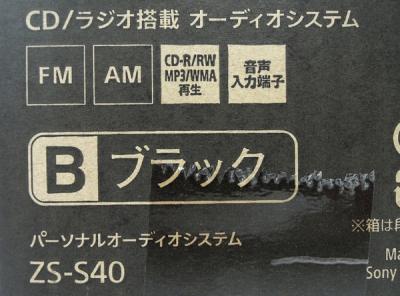 CD/ラジオ搭載 オーディオシステム
FM
AM
CD-R/RW
MP3/WMA
再生
音声
入力端子
B ブラック
※箱は
パーソナルオーディオシステム
ZS-S40
Sony